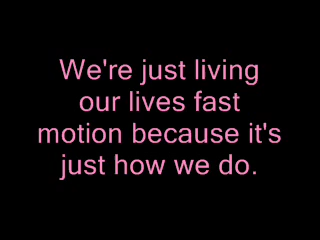 We're just living
our lives fast
motion because it's
just how we do.